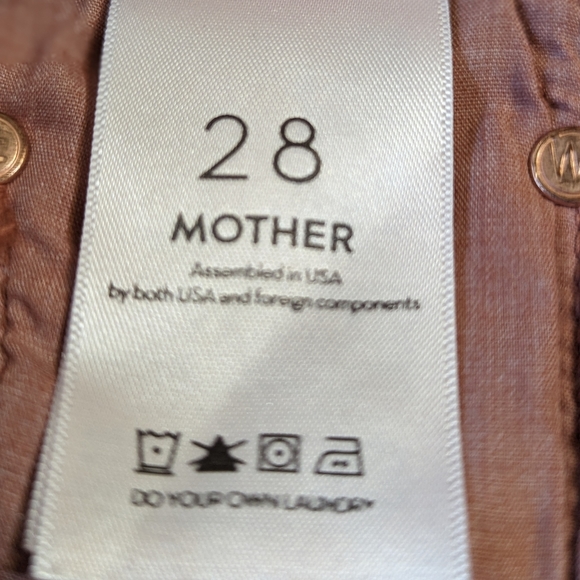 28
MOTHER
Assembled in USA
by both USA and foreign components
DO YOUR OWN LAUNDRY